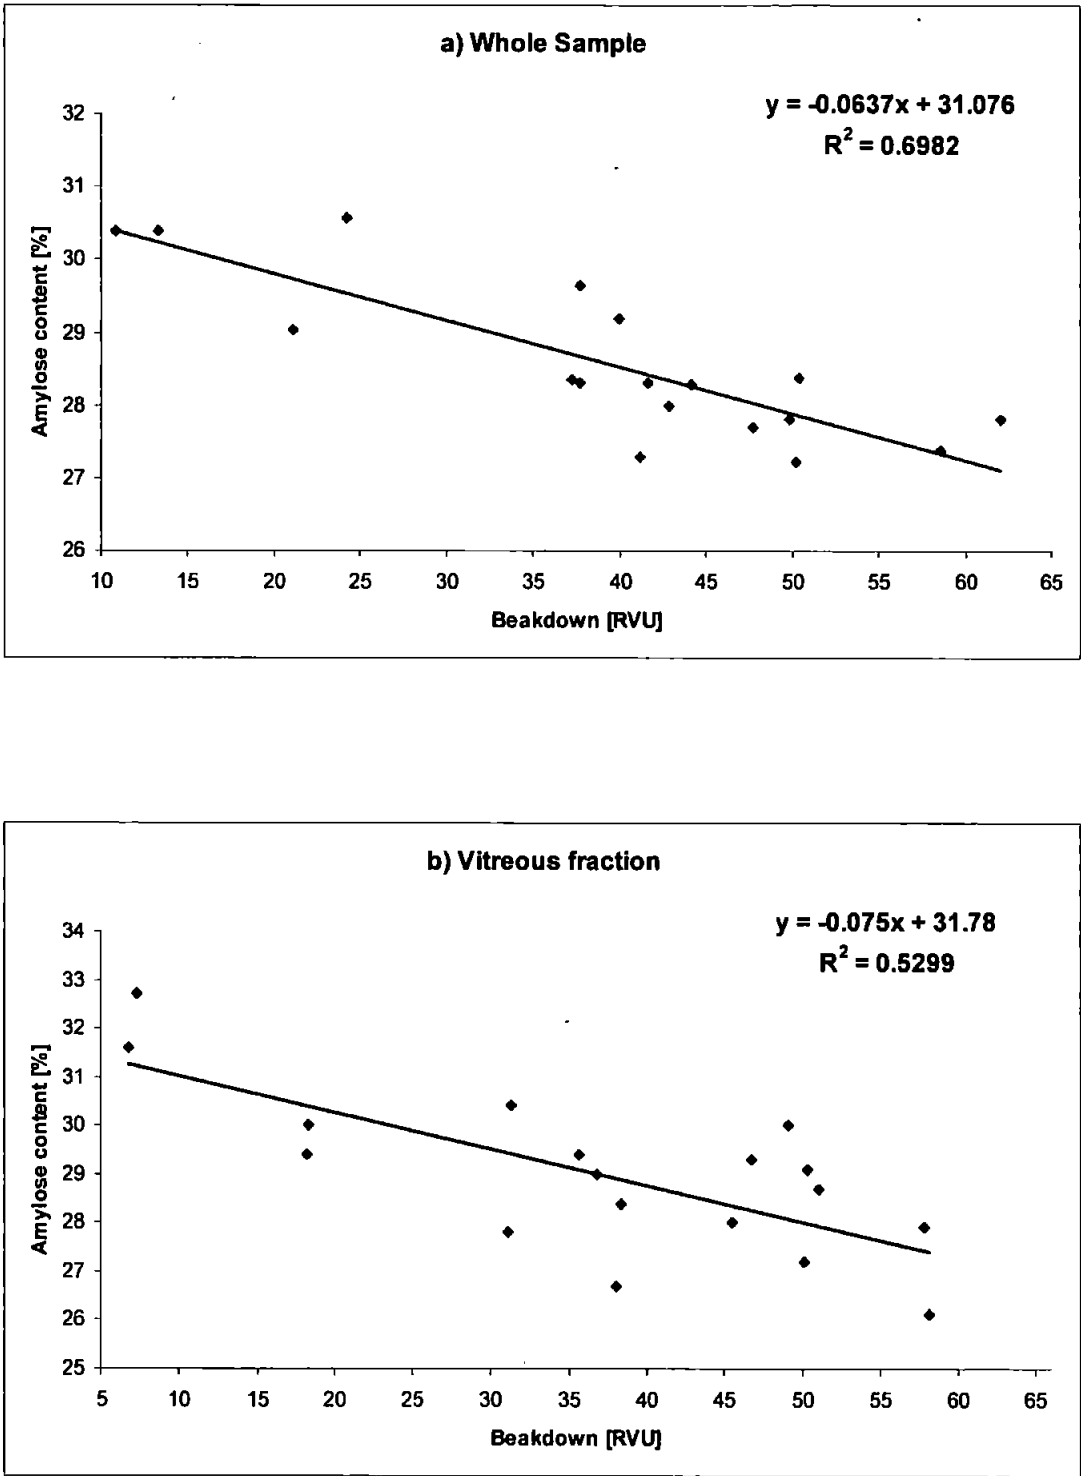 a) Whole Sample
y = -0.0637x + 31.076
R² = 0.6982
32
31
30
29
28
27
26
Amylose content [%]
10 15 20 25 30 35 40 45 50 55 60 65
Beakdown [RVU]
b) Vitreous fraction
y = -0.075x + 31.78
R² = 0.5299
34
33
32
31
30
29
28
27
26
25
Amylose content [%]
5 10 15 20 25 30 35 40 45 50 55 60 65
Beakdown [RVU]